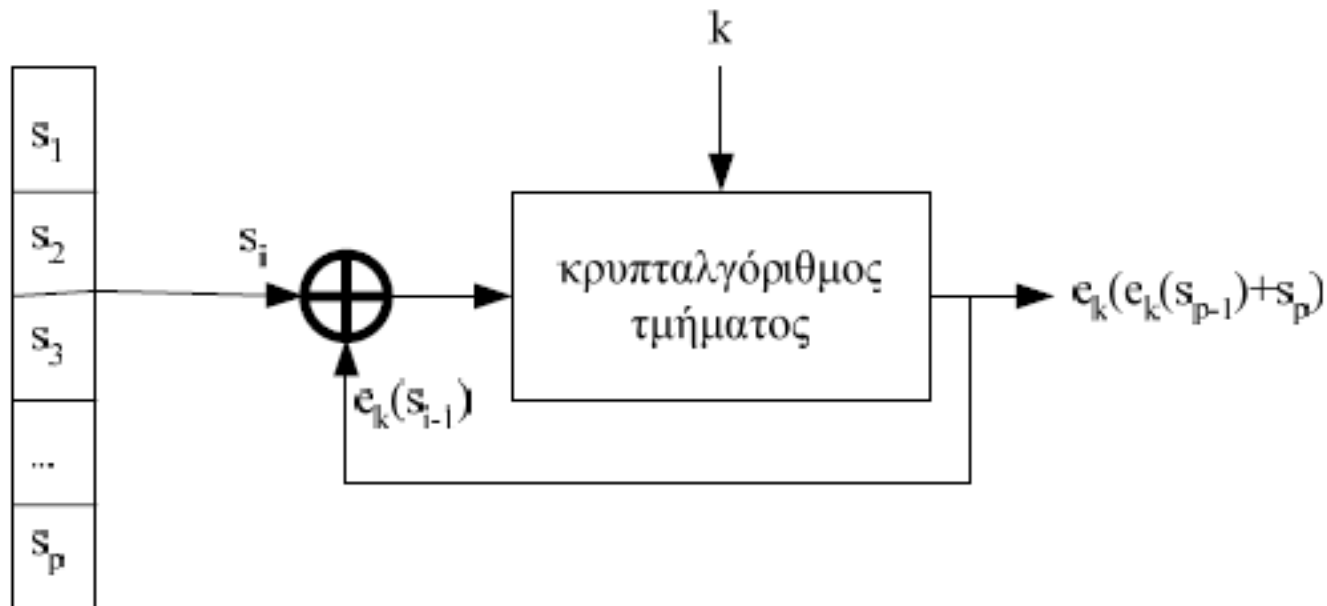 k
s₁
s₂
s₃
...
sₚ
sᵢ
eₖ(sᵢ₋₁)
κρυπταλγόριθμος
τμήματος
eₖ(eₖ(sₚ₋₁)+sₚ)